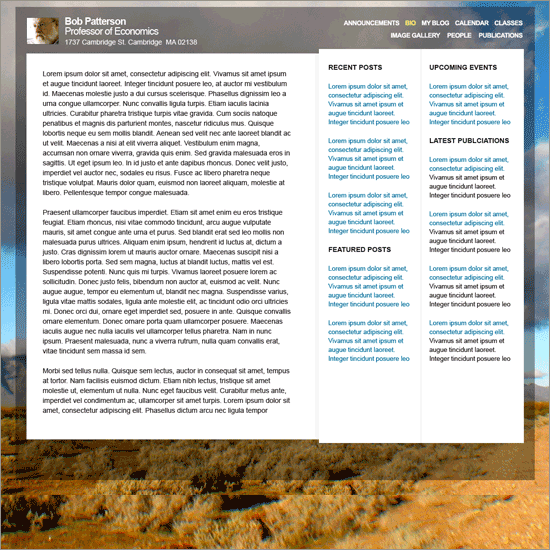 Bob Patterson
Professor of Economics
1737 Cambridge St. Cambridge MA 02138
ANNOUNCEMENTS BIO MY BLOG CALENDAR CLASSES
IMAGE GALLERY PEOPLE PUBLICATIONS
Lorem ipsum dolor sit amet, consectetur adipiscing elit. Vivamus sit amet ipsum
et augue tincidunt laoreet. Integer tincidunt posuere leo, at auctor mi vestibulum
id. Maecenas molestie justo a dui cursus scelerisque. Phasellus dignissim leo a
urna congue ullamcorper. Nunc convallis ligula turpis. Etiam iaculis lacinia
ultricies. Curabitur pharetra tristique turpis vitae gravida. Cum sociis natoque
penatibus et magnis dis parturient montes, nascetur ridiculus mus. Quisque
lobortis neque eu sem mollis blandit. Aenean sed velit nec ante laoreet blandit ac
ut velit. Maecenas a nisi at elit viverra aliquet. Vestibulum enim magna,
accumsan non ornare viverra, gravida quis enim. Sed gravida malesuada eros in
sagittis. Ut eget ipsum leo. In id justo et ante dapibus rhoncus. Donec velit justo,
imperdiet vel auctor nec, sodales eu risus. Fusce ac libero pharetra neque
tristique volutpat. Mauris dolor quam, euismod non laoreet aliquam, molestie at
libero. Pellentesque tempor congue malesuada.
Praesent ullamcorper faucibus imperdiet. Etiam sit amet enim eu eros tristique
feugiat. Etiam rhoncus, nisi vitae commodo tincidunt, arcu augue vulputate
mauris, sit amet congue ante urna et purus. Sed blandit erat sed leo mollis non
malesuada purus ultrices. Aliquam enim ipsum, hendrerit id luctus at, dictum a
justo. Cras dignissim lorem ut mauris auctor ornare. Maecenas suscipit nisi a
libero lobortis porta. Sed sem magna, luctus at blandit luctus, mattis vel est.
Suspendisse potenti. Nunc quis mi turpis. Vivamus laoreet posuere lorem ac
sollicitudin. Donec justo felis, bibendum non auctor at, euismod ac velit. Nunc
augue augue, tempor eu elementum at, bibendum vel enim. Suspendisse varius,
ligula vitae mattis sodales, ligula ante molestie elit, ac tincidunt odio orci ultricies
mi. Donec orci dui, ornare eget imperdiet sed, posuere in ante. Quisque convallis
ornare elementum. Donec ornare porta quam ullamcorper posuere. Maecenas
iaculis augue nec nulla iaculis vel ullamcorper tellus pharetra. Nam in nunc
ipsum. Praesent malesuada, nunc a viverra rutrum, nulla quam convallis erat,
vitae tincidunt sem massa id sem.
Morbi sed tellus nulla. Quisque sem lectus, auctor in consequat sit amet, tempus
at tortor. Nam facilisis euismod dictum. Etiam nibh lectus, tristique sit amet
molestie ut, elementum ut nulla. Nunc eget faucibus velit. Curabitur metus ante,
imperdiet vel condimentum ac, ullamcorper sit amet turpis. Lorem ipsum dolor sit
amet, consectetur adipiscing elit. Phasellus dictum arcu nec ligula tempor
RECENT POSTS
Lorem ipsum dolor sit amet,
consectetur adipiscing elit.
Vivamus sit amet ipsum et
augue tincidunt laoreet.
Integer tincidunt posuere leo
Lorem ipsum dolor sit amet,
consectetur adipiscing elit.
Vivamus sit amet ipsum et
augue tincidunt laoreet.
Integer tincidunt posuere leo
Lorem ipsum dolor sit amet,
consectetur adipiscing elit.
Vivamus sit amet ipsum et
augue tincidunt laoreet.
Integer tincidunt posuere leo
FEATURED POSTS
Lorem ipsum dolor sit amet,
consectetur adipiscing elit.
Vivamus sit amet ipsum et
augue tincidunt laoreet.
Integer tincidunt posuere leo
Lorem ipsum dolor sit amet,
consectetur adipiscing elit.
Vivamus sit amet ipsum et
augue tincidunt laoreet.
Integer tincidunt posuere leo
UPCOMING EVENTS
Lorem ipsum dolor sit amet,
consectetur adipiscing elit.
Vivamus sit amet ipsum et
augue tincidunt laoreet.
Integer tincidunt posuere leo
LATEST PUBLCIATIONS
Lorem ipsum dolor sit amet,
Vivamus sit amet ipsum et
augue tincidunt laoreet.
Integer tincidunt posuere leo
Lorem ipsum dolor sit amet,
consectetur adipiscing elit.
augue tincidunt laoreet.
Integer tincidunt posuere leo
Lorem ipsum dolor sit amet,
Vivamus sit amet ipsum et
augue tincidunt laoreet.
Integer tincidunt posuere leo
Lorem ipsum dolor sit amet,
consectetur adipiscing elit.
Vivamus sit amet ipsum et
Integer tincidunt posuere leo